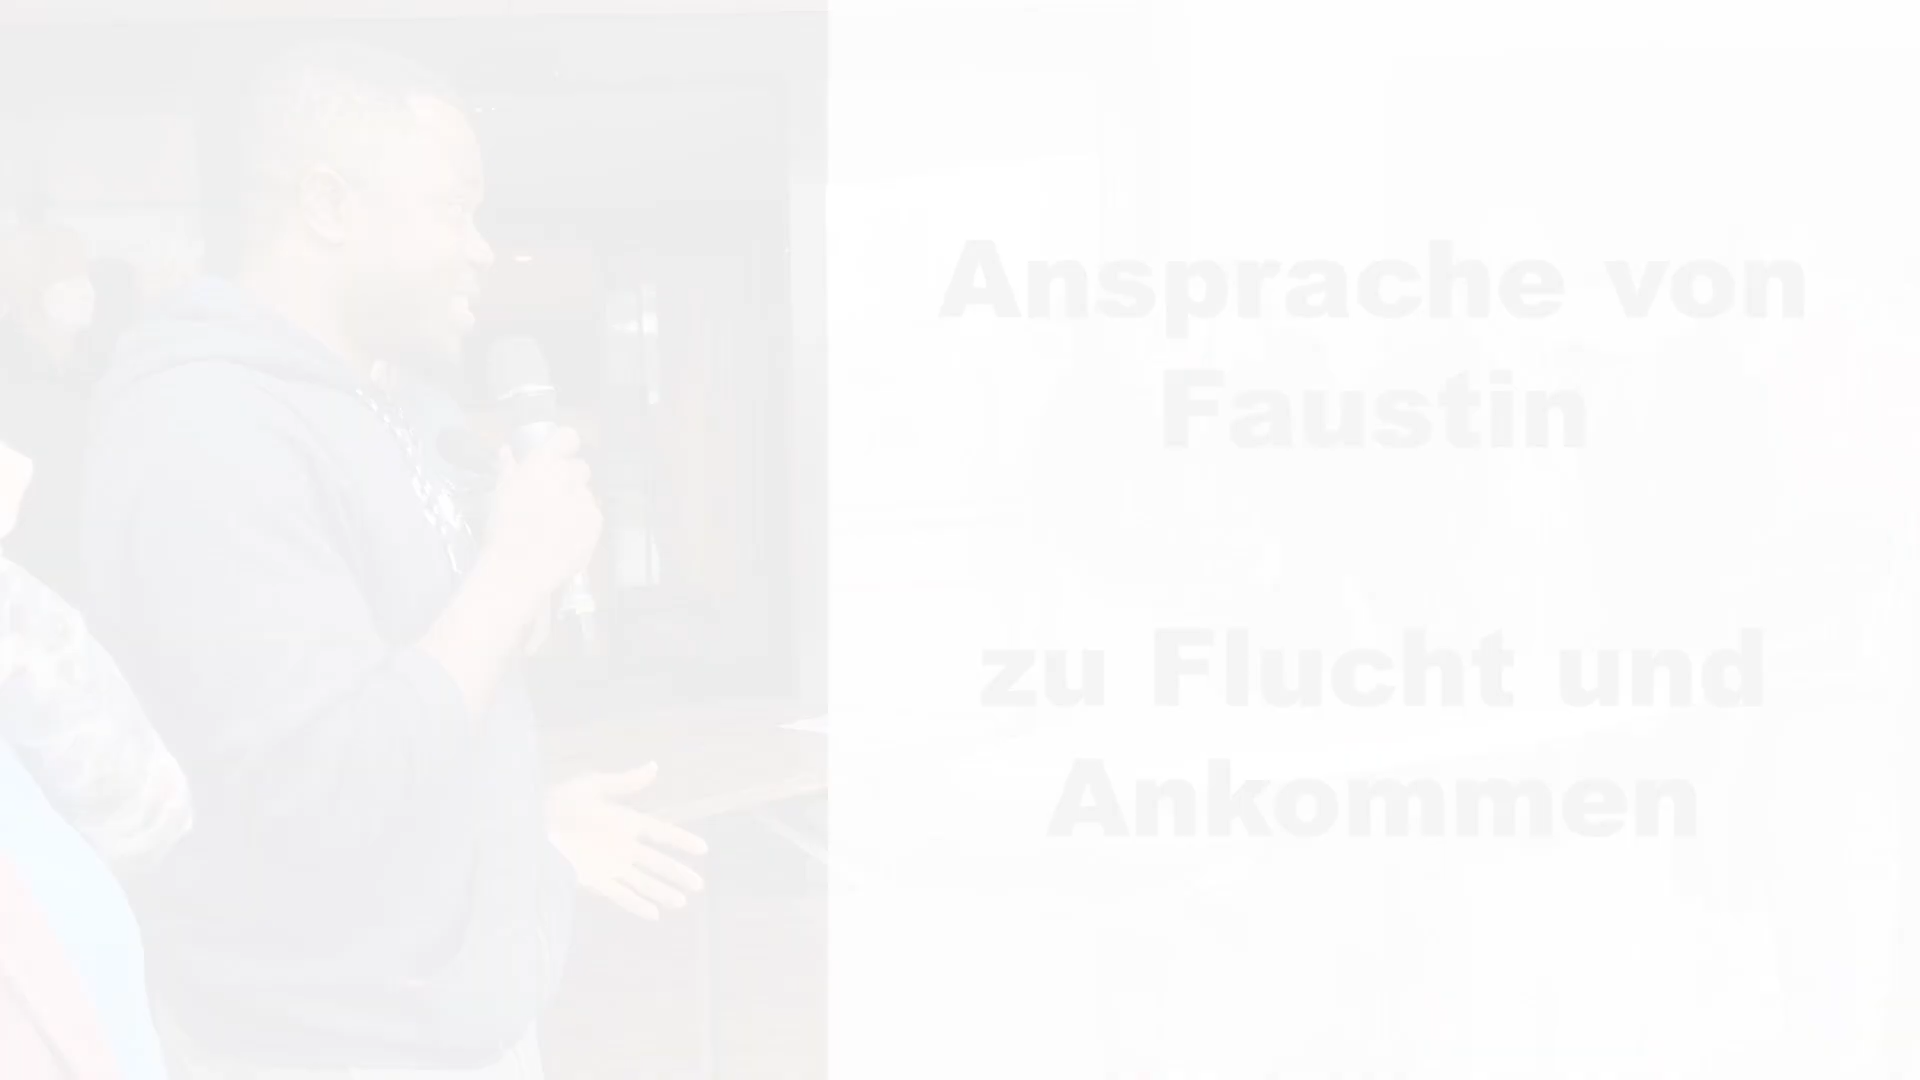 Ansprache von
Faustin
zu Flucht und
Ankommen